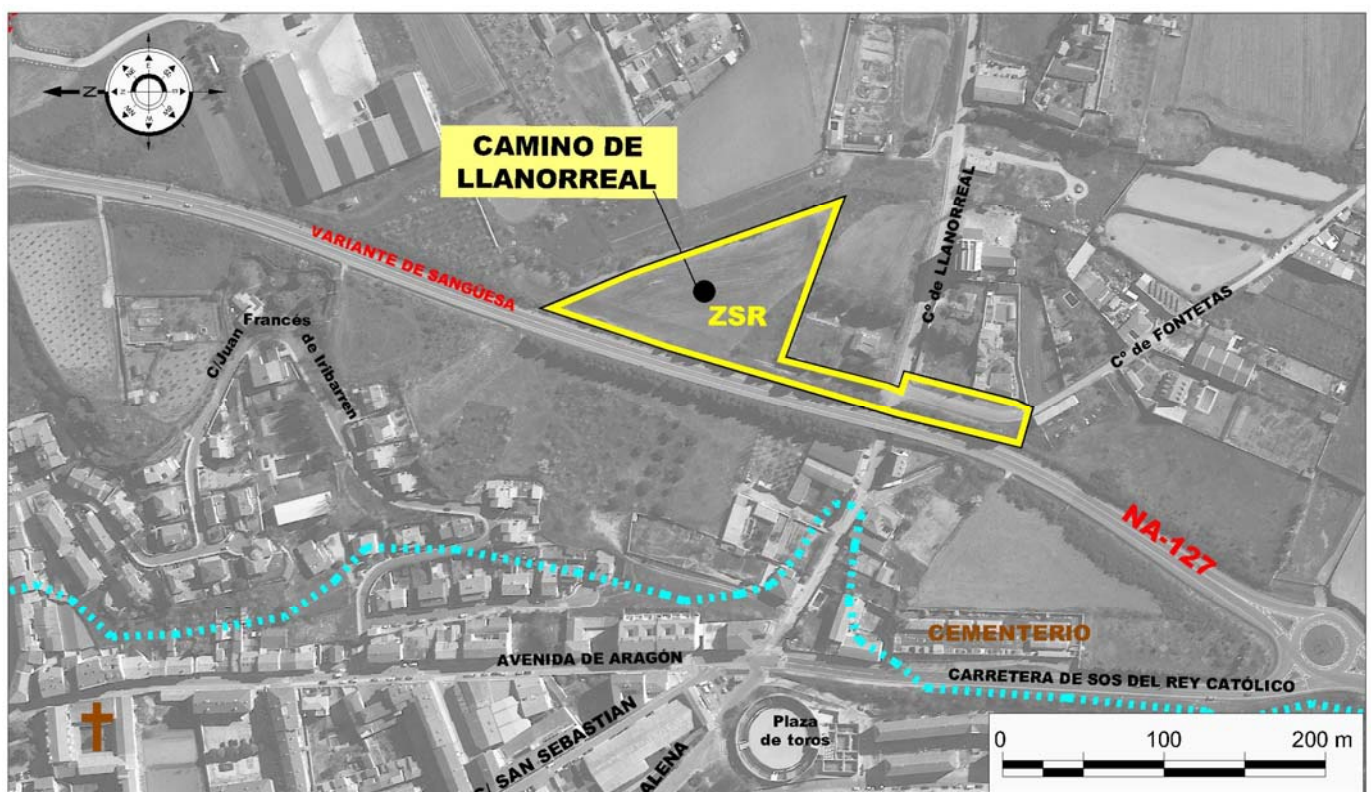 CAMINO DE
LLANORREAL
VARIANTE DE SANGÜESA
ZSR
Cº de LLANORREAL
Cº de FONTETAS
C/Juan
Francés
de Iribarren
NA-127
CEMENTERIO
AVENIDA DE ARAGÓN
CARRETERA DE SOS DEL REY CATÓLICO
C/ SAN SEBASTIAN
ALENA
Plaza
de toros
0 100 200 m
N